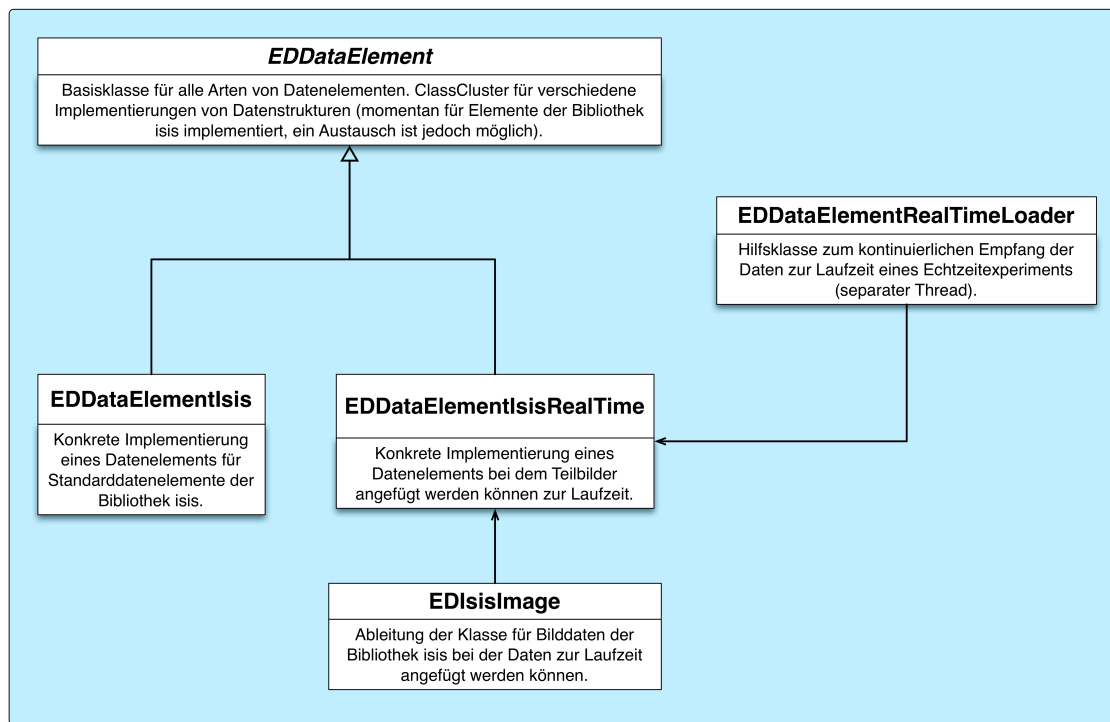 EDDataElement
Basisklasse für alle Arten von Datenelementen. ClassCluster für verschiedene
Implementierungen von Datenstrukturen (momentan für Elemente der Bibliothek
isis implementiert, ein Austausch ist jedoch möglich).
EDDataElementRealTimeLoader
Hilfsklasse zum kontinuierlichen Empfang der
Daten zur Laufzeit eines Echtzeitexperiments
(separater Thread).
EDDataElementIsis
Konkrete Implementierung
eines Datenelements für
Standarddatenelemente der
Bibliothek isis.
EDDataElementIsisRealTime
Konkrete Implementierung eines
Datenelements bei dem Teilbilder
angefügt werden können zur Laufzeit.
EDIsisImage
Ableitung der Klasse für Bilddaten der
Bibliothek isis bei der Daten zur Laufzeit
angefügt werden können.